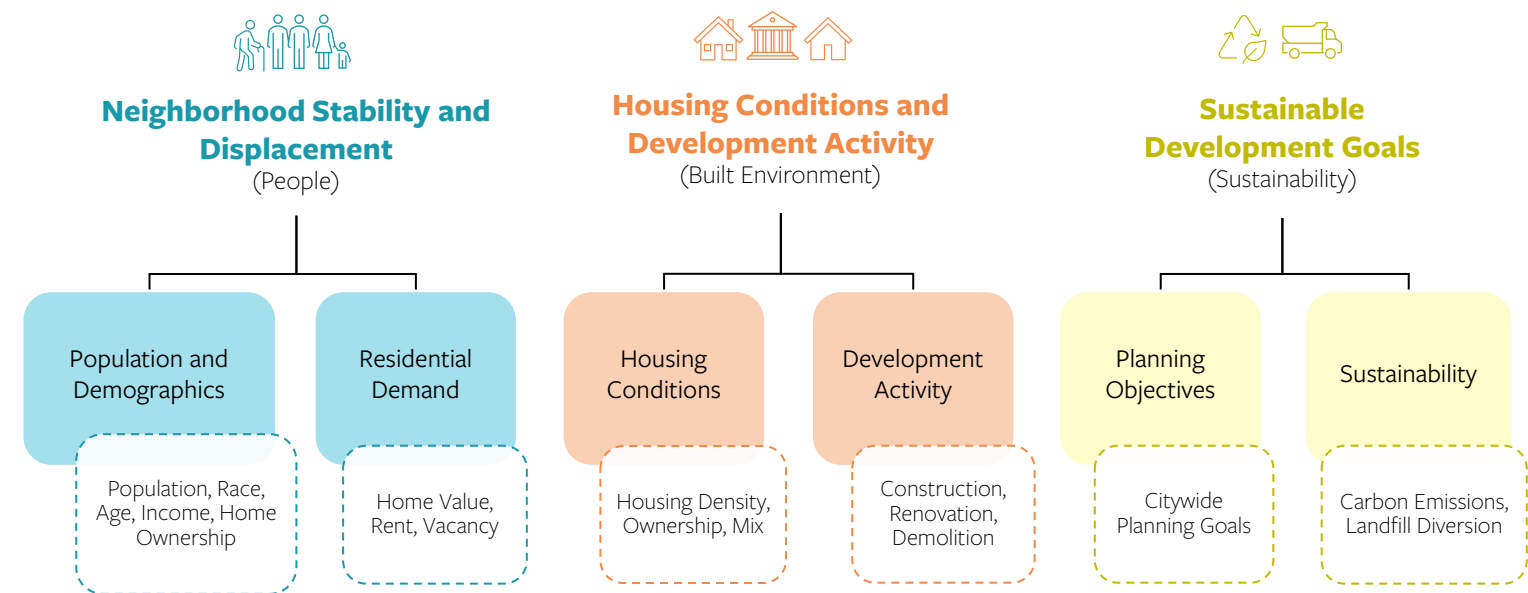 Neighborhood Stability and
Displacement
(People)
Housing Conditions and
Development Activity
(Built Environment)
Sustainable
Development Goals
(Sustainability)
Population and
Demographics
Residential
Demand
Housing
Conditions
Development
Activity
Planning
Objectives
Sustainability
Population, Race,
Age, Income, Home
Ownership
Home Value,
Rent, Vacancy
Housing Density,
Ownership, Mix
Construction,
Renovation,
Demolition
Citywide
Planning Goals
Carbon Emissions,
Landfill Diversion